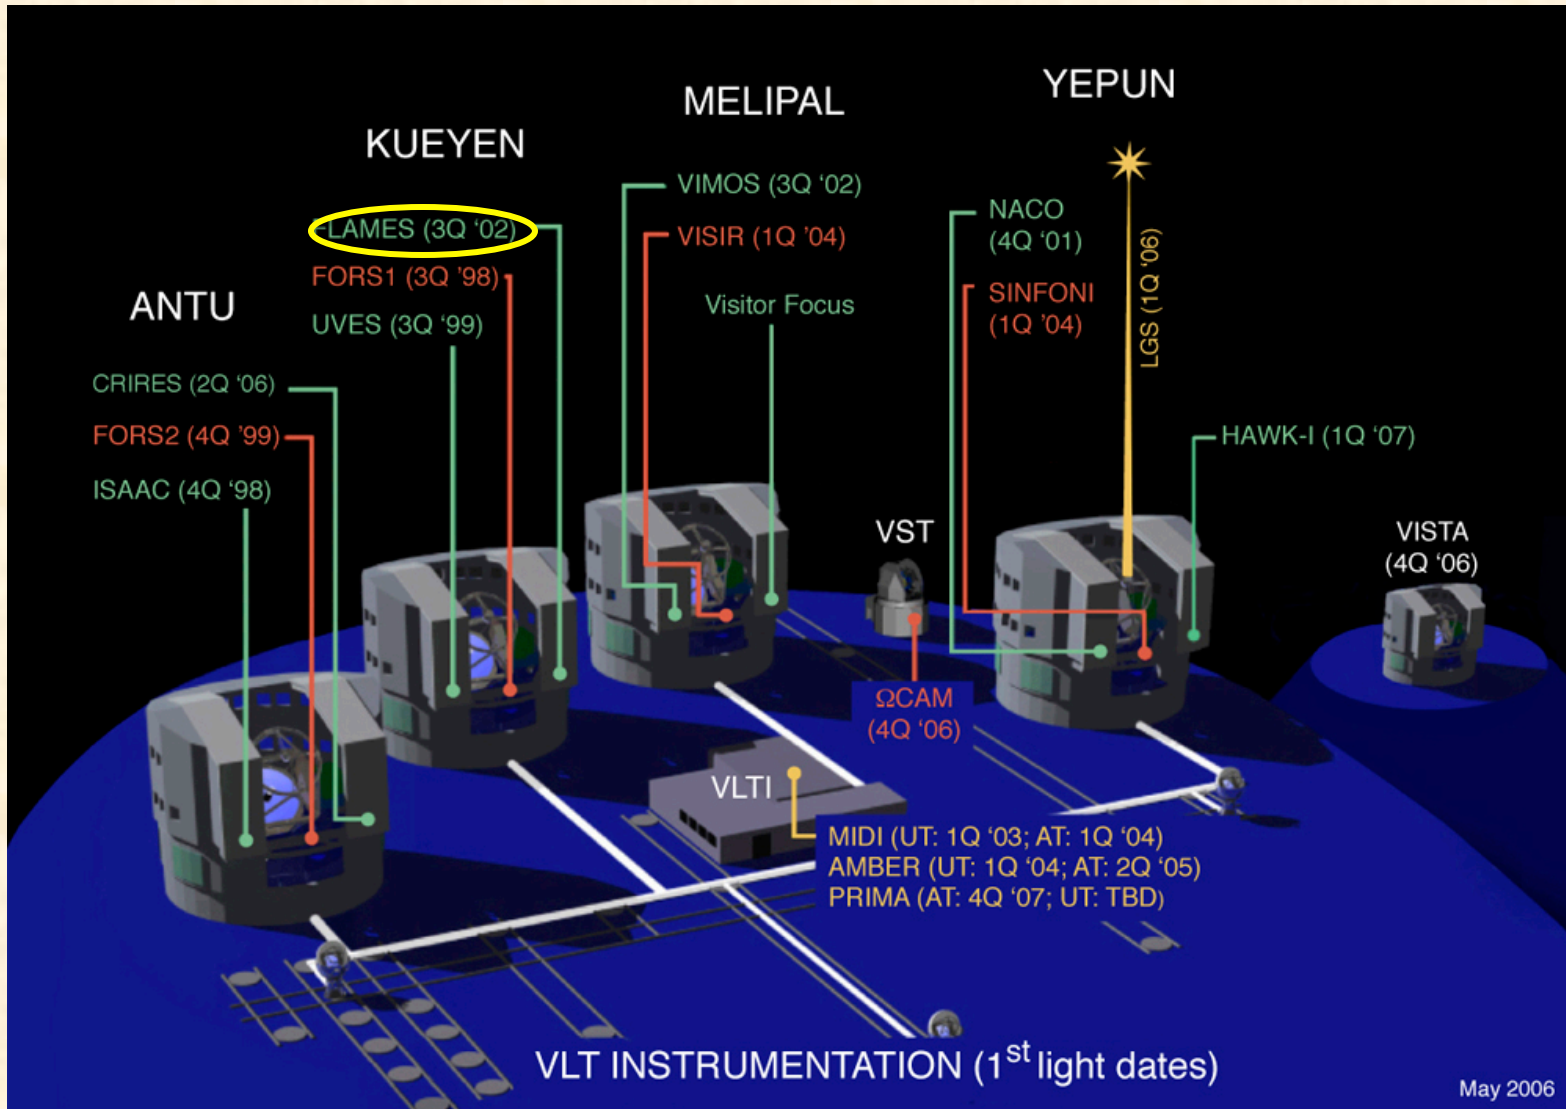 YEPUN
MELIPAL
KUEYEN
VIMOS (3Q ‘02)
NACO
(4Q ‘01)
FLAMES (3Q ‘02)
VISIR (1Q ‘04)
FORS1 (3Q ’98)
SINFONI
(1Q ‘04)
LGS (1Q ‘06)
ANTU
Visitor Focus
UVES (3Q ‘99)
CRIRES (2Q ‘06)
FORS2 (4Q ’99)
HAWK-I (1Q ‘07)
ISAAC (4Q ‘98)
VST
VISTA
(4Q ‘06)
ΩCAM
(4Q ‘06)
VLTI
MIDI (UT: 1Q ‘03; AT: 1Q ‘04)
AMBER (UT: 1Q ‘04; AT: 2Q ‘05)
PRIMA (AT: 4Q ‘07; UT: TBD)
VLT INSTRUMENTATION (1st light dates)
May 2006